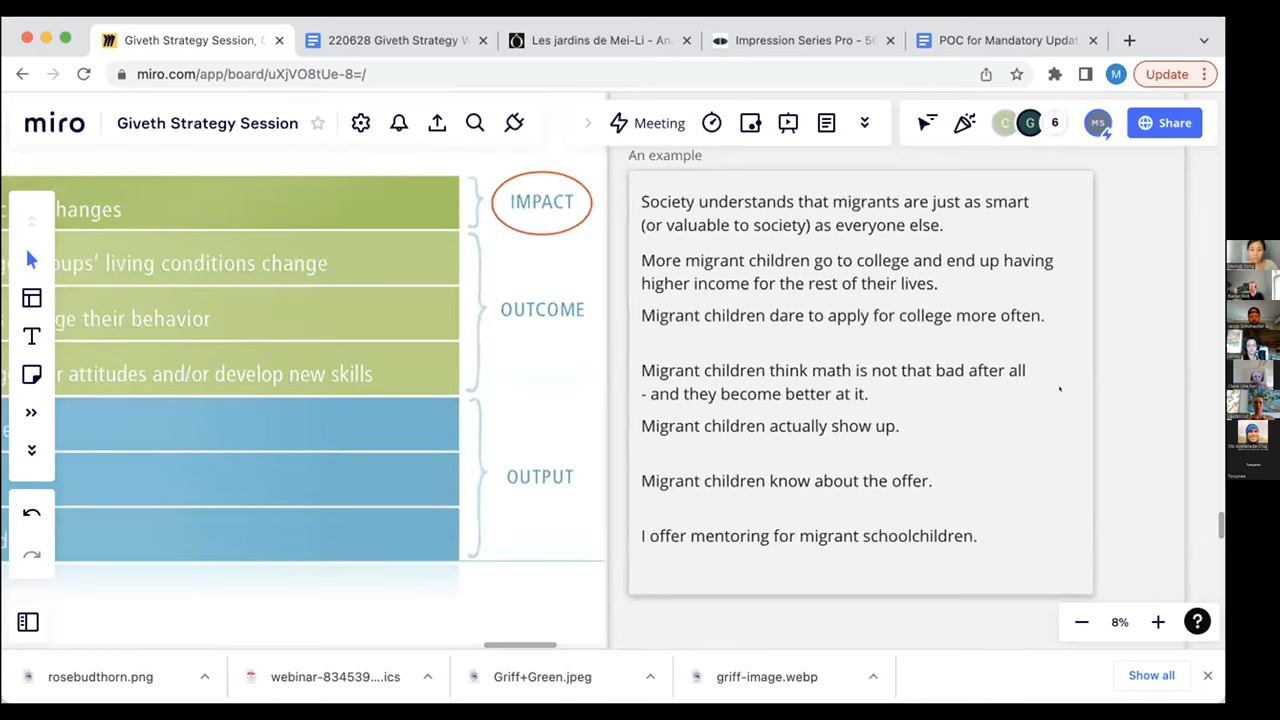 Giveth Strategy Session,
220628 Giveth Strategy W
Les jardins de Mei-Li - An
Impression Series Pro - 50
POC for Mandatory Updat
miro.com/app/board/uXjVO8tUe-8=/
M
Update
miro
Giveth Strategy Session
Meeting
C
G
6
MS
Share
An example
changes
oups' living conditions change
ge their behavior
r attitudes and/or develop new skills
IMPACT
OUTCOME
OUTPUT
Society understands that migrants are just as smart
(or valuable to society) as everyone else.
More migrant children go to college and end up having
higher income for the rest of their lives.
Migrant children dare to apply for college more often.
Migrant children think math is not that bad after all
- and they become better at it.
Migrant children actually show up.
Migrant children know about the offer.
I offer mentoring for migrant schoolchildren.
T
8%
?
rosebudthorn.png
webinar-834539....ics
Griff+Green.jpeg
griff-image.webp
Show all